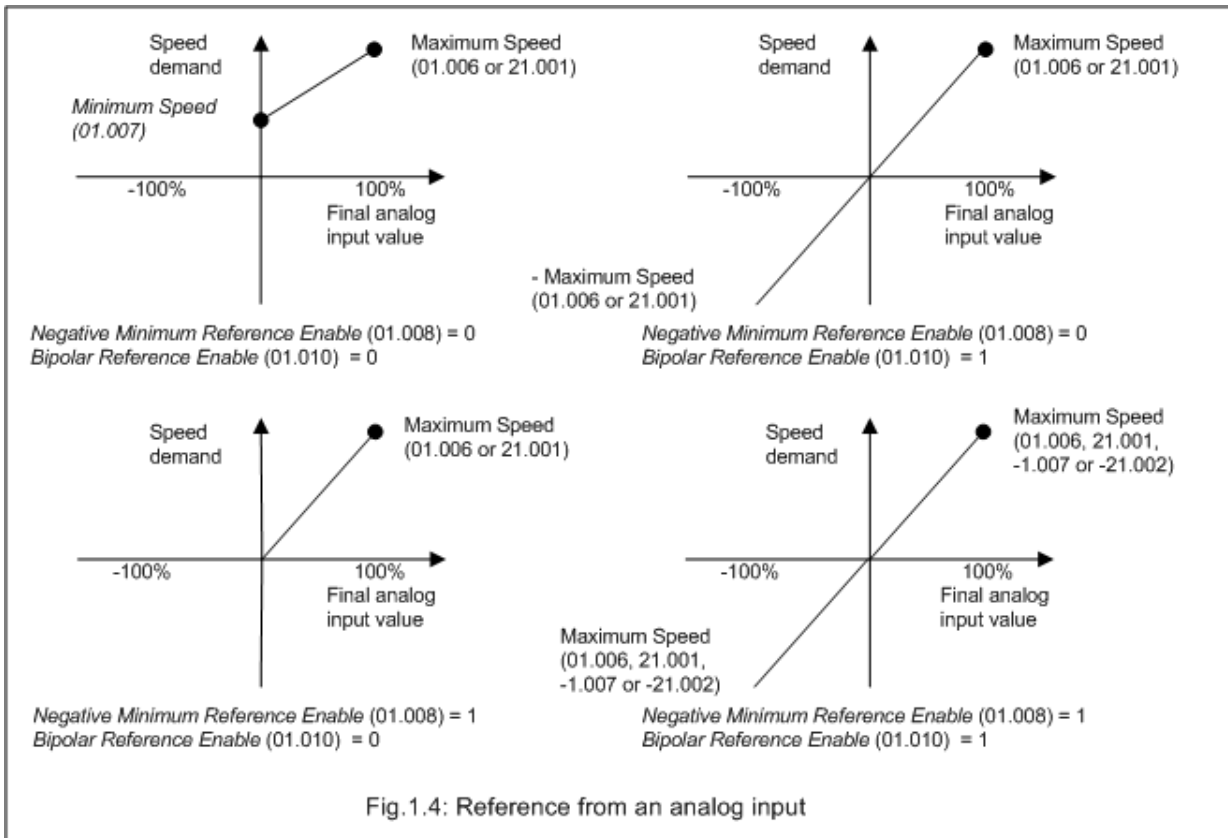 Speed
demand
Maximum Speed
(01.006 or 21.001)
Minimum Speed
(01.007)
-100%
100%
Final analog
input value
Negative Minimum Reference Enable (01.008) = 0
Bipolar Reference Enable (01.010) = 0
Speed
demand
Maximum Speed
(01.006 or 21.001)
-100%
100%
Final analog
input value
- Maximum Speed
(01.006 or 21.001)
Negative Minimum Reference Enable (01.008) = 0
Bipolar Reference Enable (01.010) = 1
Speed
demand
Maximum Speed
(01.006 or 21.001)
-100%
100%
Final analog
input value
Negative Minimum Reference Enable (01.008) = 1
Bipolar Reference Enable (01.010) = 0
Speed
demand
Maximum Speed
(01.006, 21.001,
-1.007 or -21.002)
-100%
100%
Final analog
input value
Maximum Speed
(01.006, 21.001,
-1.007 or -21.002)
Negative Minimum Reference Enable (01.008) = 1
Bipolar Reference Enable (01.010) = 1
Fig.1.4: Reference from an analog input